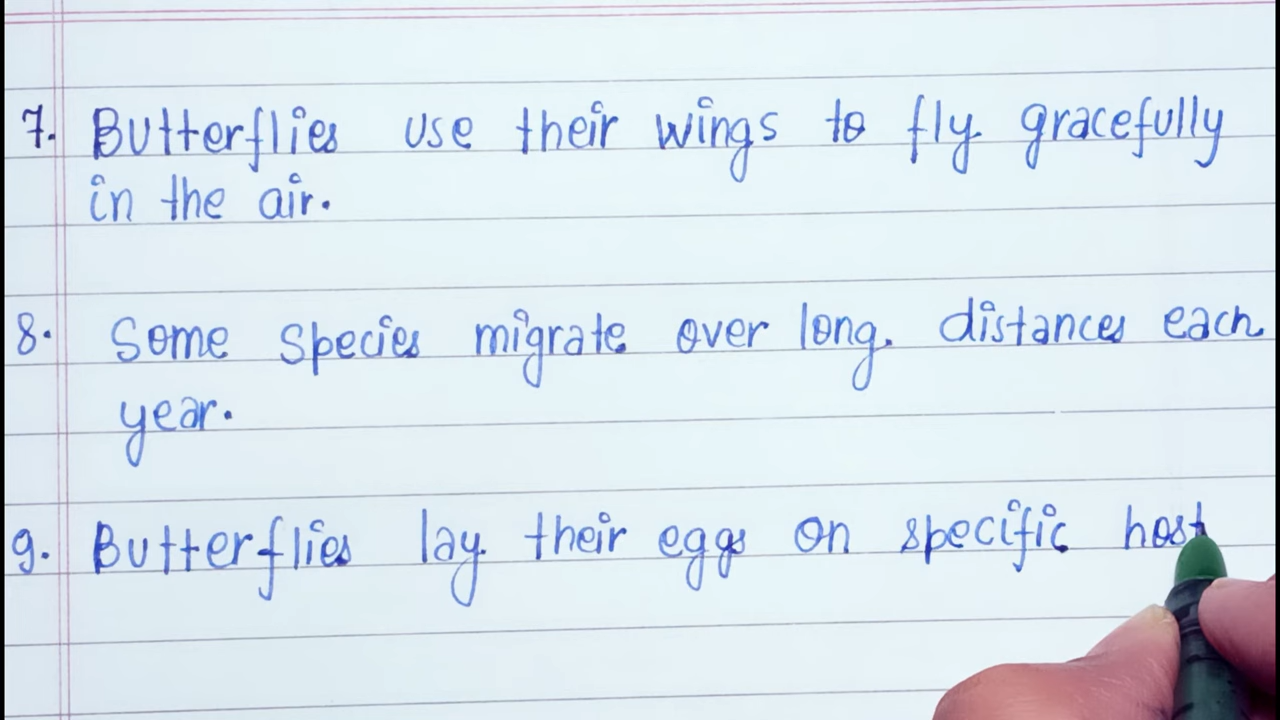 7. Butterflies use their wings to fly gracefully
in the air.
8. Some species migrate over long. distances each
year.
9. Butterflies lay their eggs on specific host